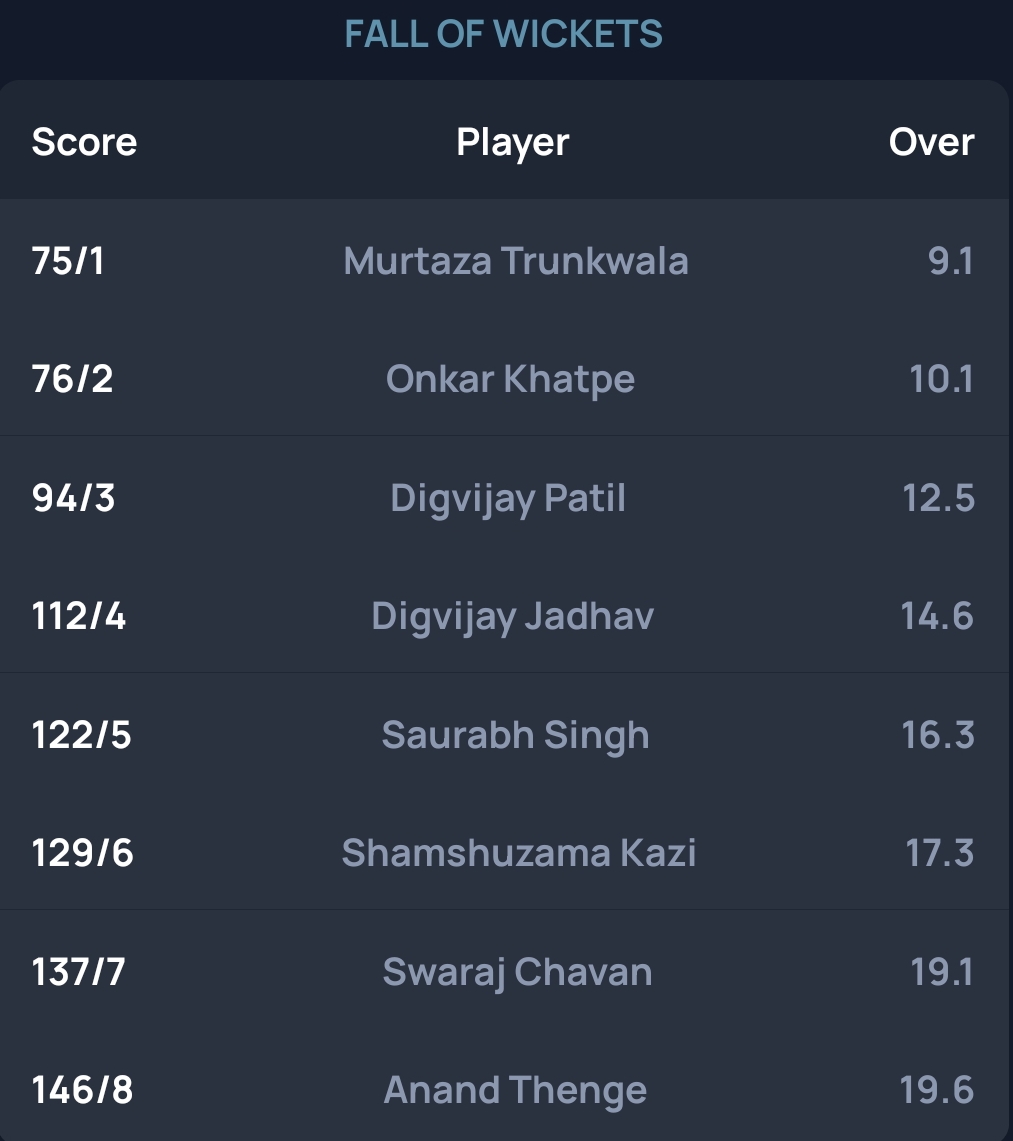 FALL OF WICKETS
Score Player Over
75/1 Murtaza Trunkwala 9.1
76/2 Onkar Khatpe 10.1
94/3 Digvijay Patil 12.5
112/4 Digvijay Jadhav 14.6
122/5 Saurabh Singh 16.3
129/6 Shamshuzama Kazi 17.3
137/7 Swaraj Chavan 19.1
146/8 Anand Thenge 19.6